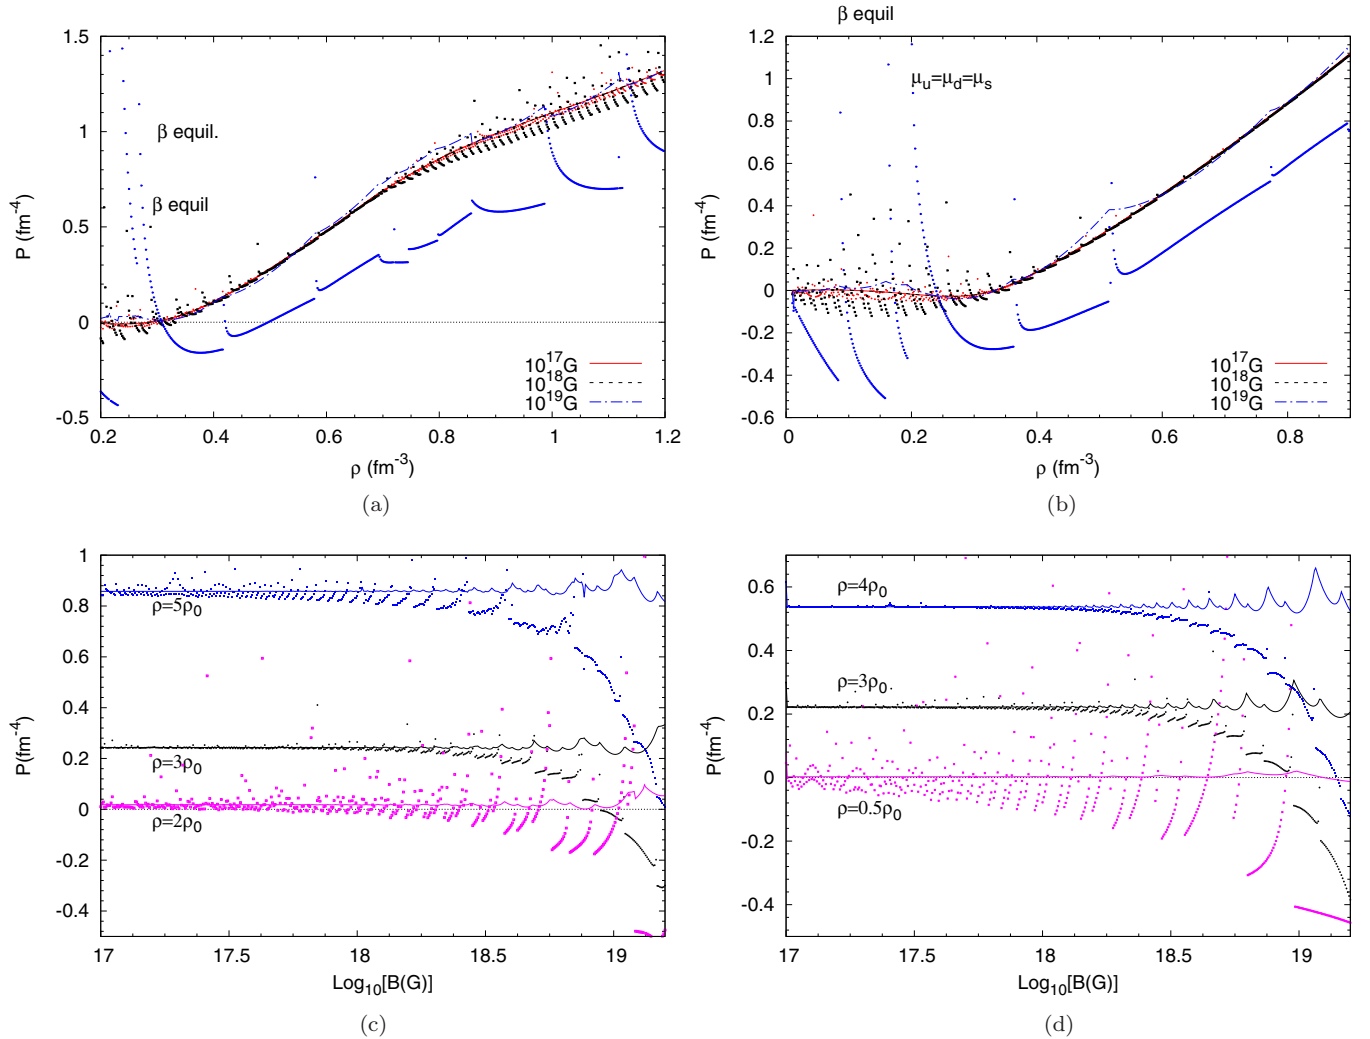 β equil
1.5
1
0.5
0
-0.5
P (fm-4)
β equil.
β equil
10^17G
10^18G
10^19G
0.2 0.4 0.6 0.8 1 1.2
ρ (fm-3)
(a)
1.2
1
0.8
0.6
0.4
0.2
0
-0.2
-0.4
-0.6
P (fm-4)
μu=μd=μs
10^17G
10^18G
10^19G
0 0.2 0.4 0.6 0.8
ρ (fm-3)
(b)
1
0.8
0.6
0.4
0.2
0
-0.2
-0.4
P(fm-4)
ρ=5ρ0
ρ=3ρ0
ρ=2ρ0
17 17.5 18 18.5 19
Log10[B(G)]
(c)
0.6
0.4
0.2
0
-0.2
-0.4
P(fm-4)
ρ=4ρ0
ρ=3ρ0
ρ=0.5ρ0
17 17.5 18 18.5 19
Log10[B(G)]
(d)